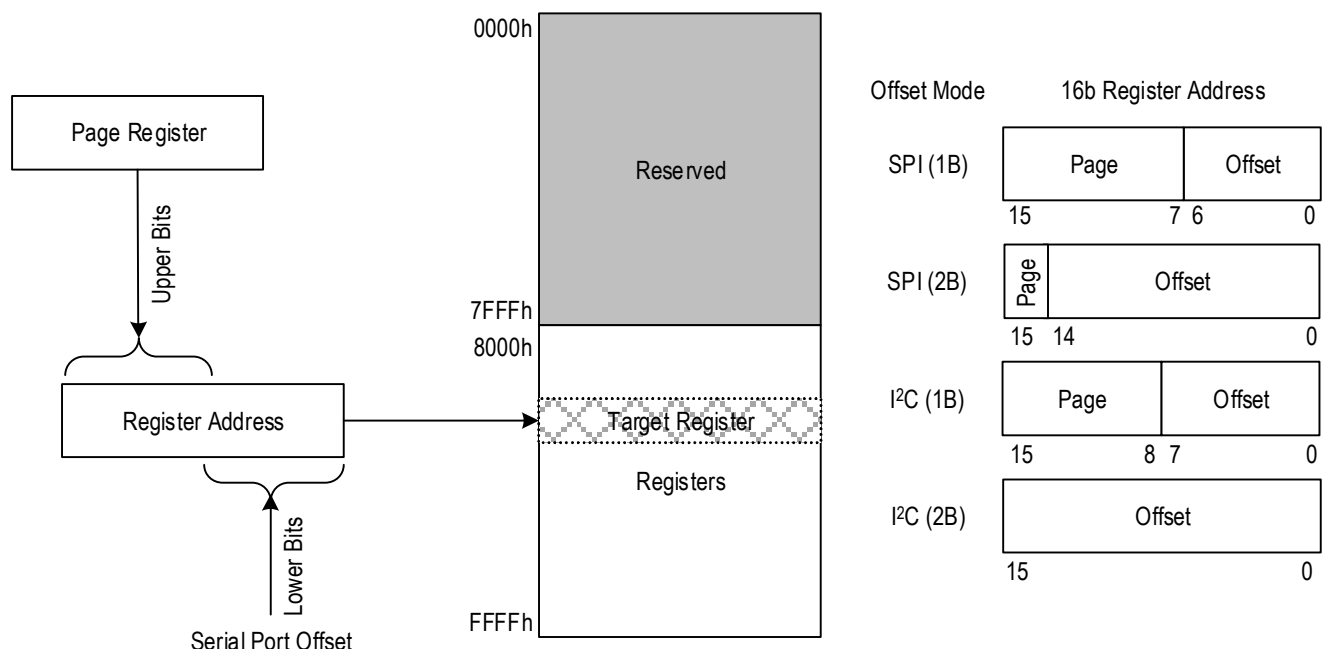 Page Register
Upper Bits
Register Address
Lower Bits
Serial Port Offset
0000h
Reserved
7FFFh
8000h
Target Register
Registers
FFFFh
Offset Mode 16b Register Address
SPI (1B) Page Offset
15 7 6 0
SPI (2B) Page Offset
15 14 0
I²C (1B) Page Offset
15 8 7 0
I²C (2B) Offset
15 0